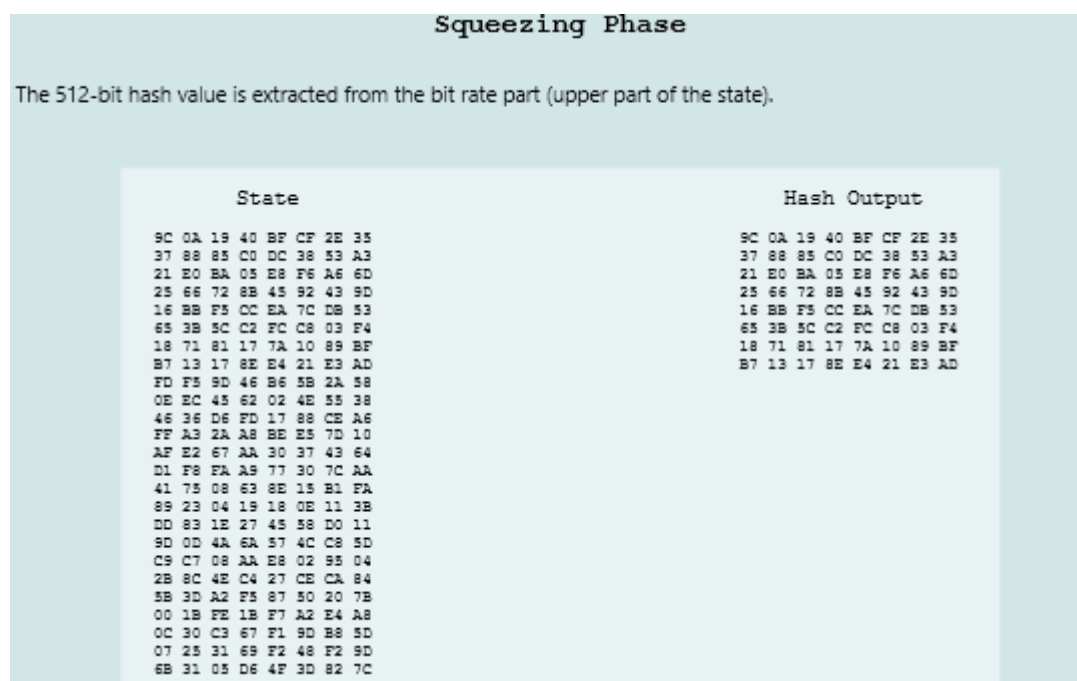 Squeezing Phase
The 512-bit hash value is extracted from the bit rate part (upper part of the state).
State
9C 0A 19 40 BF CF 2E 35
37 88 85 C0 DC 38 53 A3
21 E0 BA 05 E8 F6 A6 6D
25 66 72 8B 45 92 43 9D
16 BB F5 CC EA 7C DB 53
65 3B 5C C2 FC C8 03 F4
18 71 81 17 7A 10 89 BF
B7 13 17 8E E4 21 E3 AD
FD F5 9D 46 B6 5B 2A 58
0E EC 45 62 02 4E 55 38
46 36 D6 FD 17 88 CE A6
FF A3 2A A8 BE E5 7D 10
AF E2 67 AA 30 37 43 64
D1 F8 FA A9 77 30 7C AA
41 75 08 63 8E 15 B1 FA
89 23 04 19 18 0E 11 3B
DD 83 1E 27 45 58 D0 11
9D 0D 4A 6A 57 4C C8 5D
C9 C7 08 AA E8 02 95 04
2B 8C 4E C4 27 CE CA 84
5B 3D A2 F5 87 50 20 7B
00 1B FE 1B F7 A2 E4 A8
0C 30 C3 67 F1 9D B8 5D
07 25 31 69 F2 48 F2 9D
6B 31 05 D6 4F 3D 82 7C
Hash Output
9C 0A 19 40 BF CF 2E 35
37 88 85 C0 DC 38 53 A3
21 E0 BA 05 E8 F6 A6 6D
25 66 72 8B 45 92 43 9D
16 BB F5 CC EA 7C DB 53
65 3B 5C C2 FC C8 03 F4
18 71 81 17 7A 10 89 BF
B7 13 17 8E E4 21 E3 AD